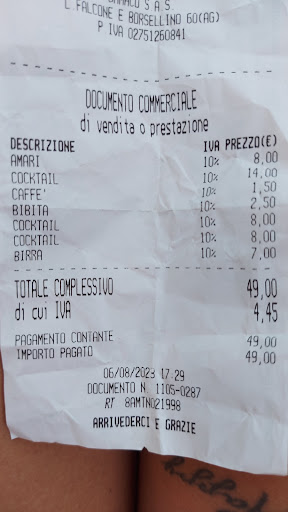 S A S
L.FALCONE E BORSELLINO 60(AG)
P IVA 02751260841
DOCUMENTO COMMERCIALE
di vendita o prestazione
DESCRIZIONE IVA PREZZO(€)
AMARI 10% 8,00
COCKTAIL 10% 14,00
CAFFE' 10% 1,50
BIBITA 10% 2,50
COCKTAIL 10% 8,00
COCKTAIL 10% 8,00
BIRRA 10% 7,00
TOTALE COMPLESSIVO 49,00
di cui IVA 4,45
PAGAMENTO CONTANTE 49,00
IMPORTO PAGATO 49,00
06/08/2023 17:29
DOCUMENTO N. 1105-0287
RT 8AMTN021998
ARRIVEDERCI E GRAZIE